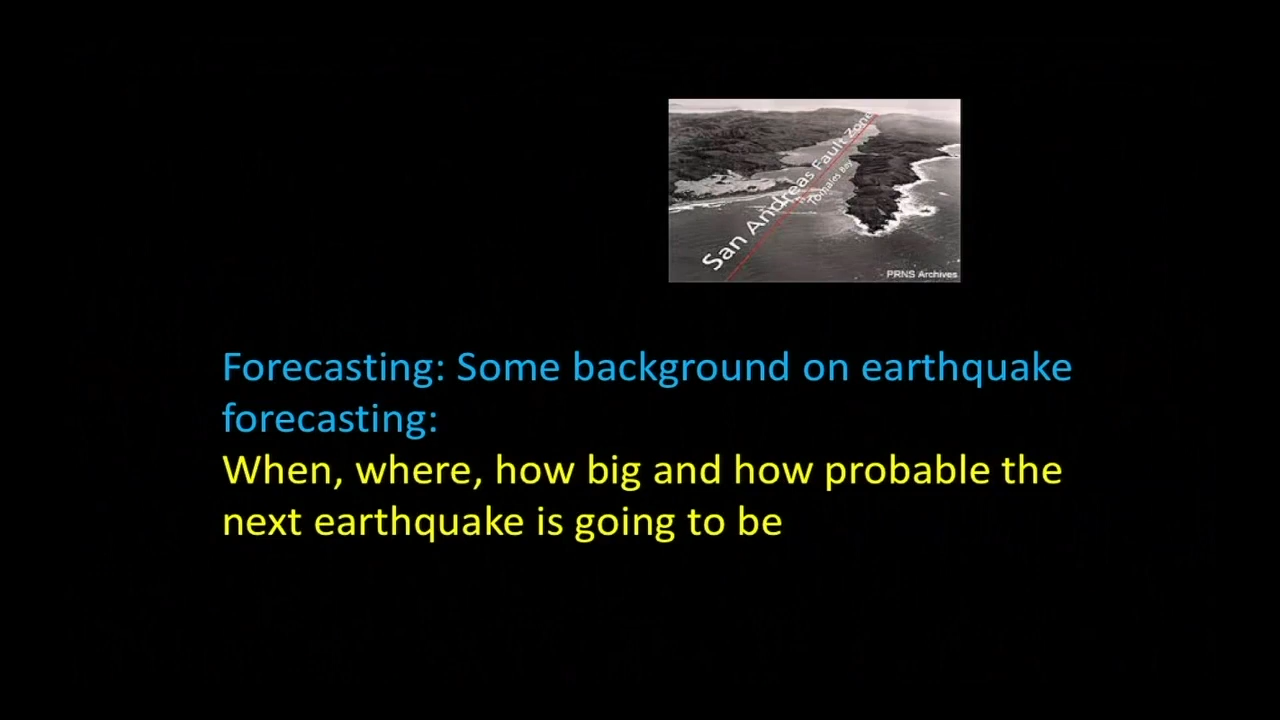 San Andreas Fault Zone
Tomales Bay
PRNS Archives
Forecasting: Some background on earthquake
forecasting:
When, where, how big and how probable the
next earthquake is going to be